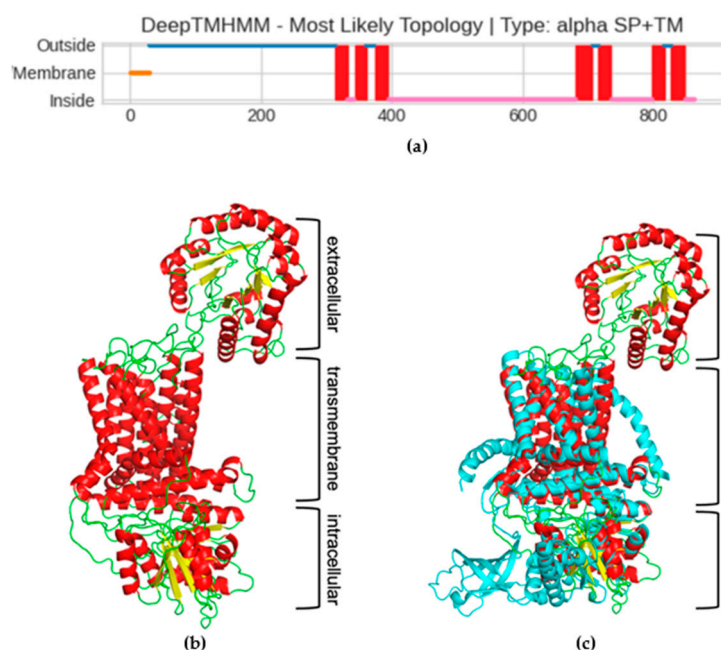 DeepTMHMM - Most Likely Topology | Type: alpha SP+TM
Outside
Membrane
Inside
0 200 400 600 800
(a)
extracellular
transmembrane
intracellular
(b) (c)